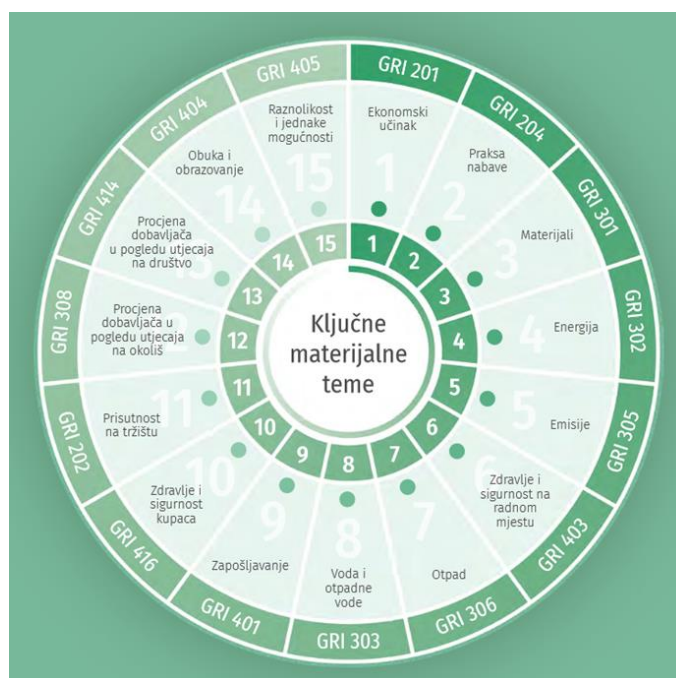 Ključne
materijalne
teme
GRI 201
Ekonomski
učinak
1
1
GRI 204
Praksa
nabave
2
2
GRI 301
Materijali
3
3
GRI 302
Energija
4
4
GRI 305
Emisije
5
5
GRI 403
Zdravlje i
sigurnost na
radnom
mjestu
6
6
GRI 306
Otpad
7
7
GRI 303
Voda i
otpadne
vode
8
8
GRI 401
Zapošljavanje
9
9
GRI 416
Zdravlje i
sigurnost
kupaca
10
10
GRI 202
Prisutnost
na tržištu
11
11
GRI 308
Procjena
dobavljača u
pogledu utjecaja
na okoliš
12
12
GRI 414
Procjena
dobavljača
u pogledu utjecaja
na društvo
13
13
GRI 404
Obuka i
obrazovanje
14
14
GRI 405
Raznolikost
i jednake
mogućnosti
15
15